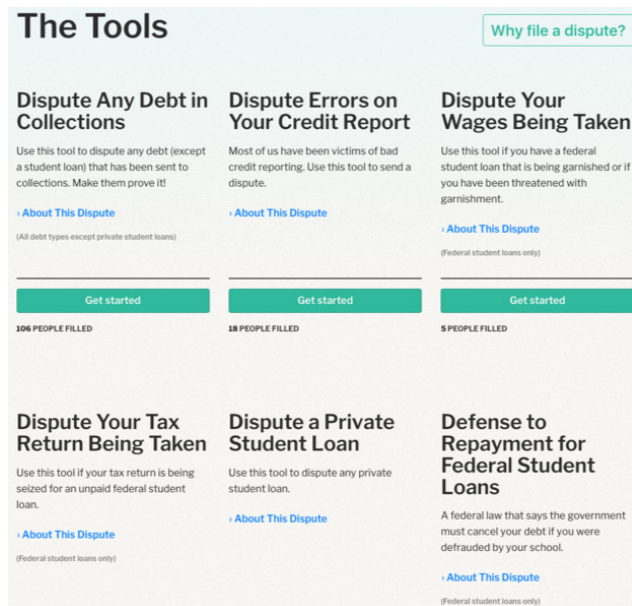 The Tools
Why file a dispute?
Dispute Any Debt in
Collections
Use this tool to dispute any debt (except
a student loan) that has been sent to
collections. Make them prove it!
› About This Dispute
(All debt types except private student loans)
Get started
106 PEOPLE FILLED
Dispute Errors on
Your Credit Report
Most of us have been victims of bad
credit reporting. Use this tool to send a
dispute.
› About This Dispute
Get started
18 PEOPLE FILLED
Dispute Your
Wages Being Taken
Use this tool if you have a federal
student loan that is being garnished or if
you have been threatened with
garnishment.
› About This Dispute
(Federal student loans only)
Get started
5 PEOPLE FILLED
Dispute Your Tax
Return Being Taken
Use this tool if your tax return is being
seized for an unpaid federal student
loan.
› About This Dispute
(Federal student loans only)
Dispute a Private
Student Loan
Use this tool to dispute any private
student loan.
› About This Dispute
Defense to
Repayment for
Federal Student
Loans
A federal law that says the government
must cancel your debt if you were
defrauded by your school.
› About This Dispute
(Federal student loans only)